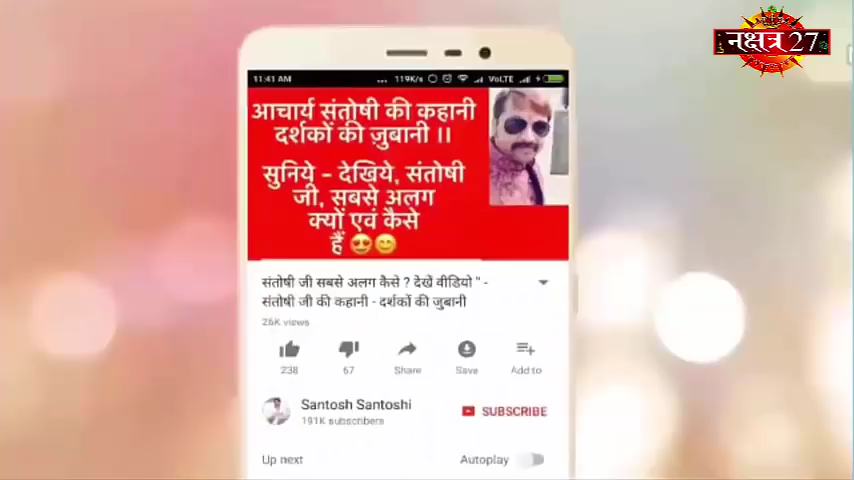 नक्षत्र 27
11:41 AM
... 119K/s VoLTE
आचार्य संतोषी की कहानी
दर्शकों की ज़ुबानी ।।
सुनिये - देखिये, संतोषी
जी, सबसे अलग
क्यों एवं कैसे
हैं 😍😊
संतोषी जी सबसे अलग कैसे ? देखें वीडियो " -
संतोषी जी की कहानी - दर्शकों की जुबानी
26K views
238 67 Share Save Add to
Santosh Santoshi
191K subscribers
SUBSCRIBE
Up next Autoplay